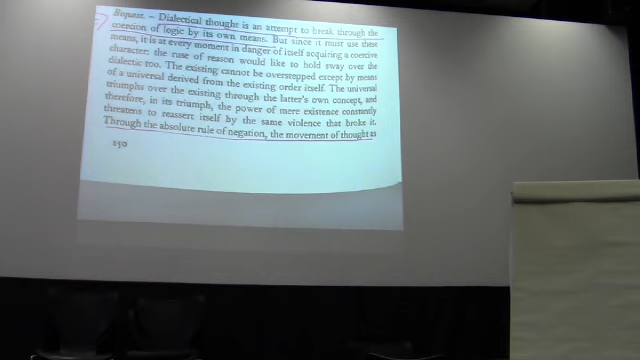 Bequest. – Dialectical thought is an attempt to break through the
coercion of logic by its own means. But since it must use these
means, it is at every moment in danger of itself acquiring a coercive
character: the ruse of reason would like to hold sway over the
dialectic too. The existing cannot be overstepped except by means
of a universal derived from the existing order itself. The universal
triumphs over the existing through the latter's own concept, and
therefore, in its triumph, the power of mere existence constantly
threatens to reassert itself by the same violence that broke it.
Through the absolute rule of negation, the movement of thought as
150